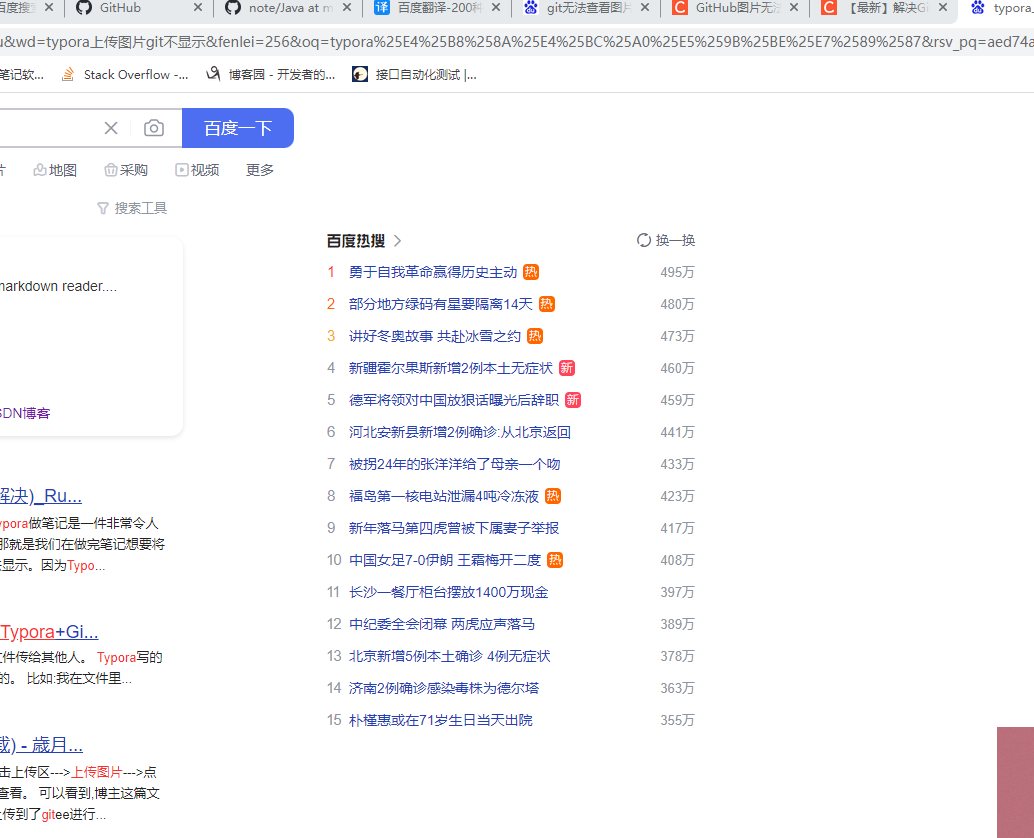 百度搜
GitHub
note/Java at m
百度翻译-200种
git无法查看图片
GitHub图片无法
【最新】解决Gi
typora_
u&wd=typora上传图片git不显示&fenlei=256&oq=typora%25E4%25B8%258A%25E4%25BC%25A0%25E5%259B%25BE%25E7%2589%2587&rsv_pq=aed74a
笔记软...
Stack Overflow -...
博客园 - 开发者的...
接口自动化测试 |...
百度一下
片
地图
采购
视频
更多
搜索工具
markdown reader....
SDN博客
解决)_Ru...
ypora做笔记是一件非常令人
那就是我们在做完笔记想要将
显示。因为Typo...
Typora+Gi...
件传给其他人。 Typora写的
的。 比如:我在文件里...
载) - 歳月...
击上传区--->上传图片--->点
查看。 可以看到,博主这篇文
传到了gitee进行...
百度热搜
换一换
1 勇于自我革命赢得历史主动 热 495万
2 部分地方绿码有星要隔离14天 热 480万
3 讲好冬奥故事 共赴冰雪之约 热 473万
4 新疆霍尔果斯新增2例本土无症状 新 460万
5 德军将领对中国放狠话曝光后辞职 新 459万
6 河北安新县新增2例确诊:从北京返回 441万
7 被拐24年的张洋洋给了母亲一个吻 433万
8 福岛第一核电站泄漏4吨冷冻液 热 423万
9 新年落马第四虎曾被下属妻子举报 417万
10 中国女足7-0伊朗 王霜梅开二度 热 408万
11 长沙一餐厅柜台摆放1400万现金 397万
12 中纪委全会闭幕 两虎应声落马 389万
13 北京新增5例本土确诊 4例无症状 378万
14 济南2例确诊感染毒株为德尔塔 363万
15 朴槿惠或在71岁生日当天出院 355万